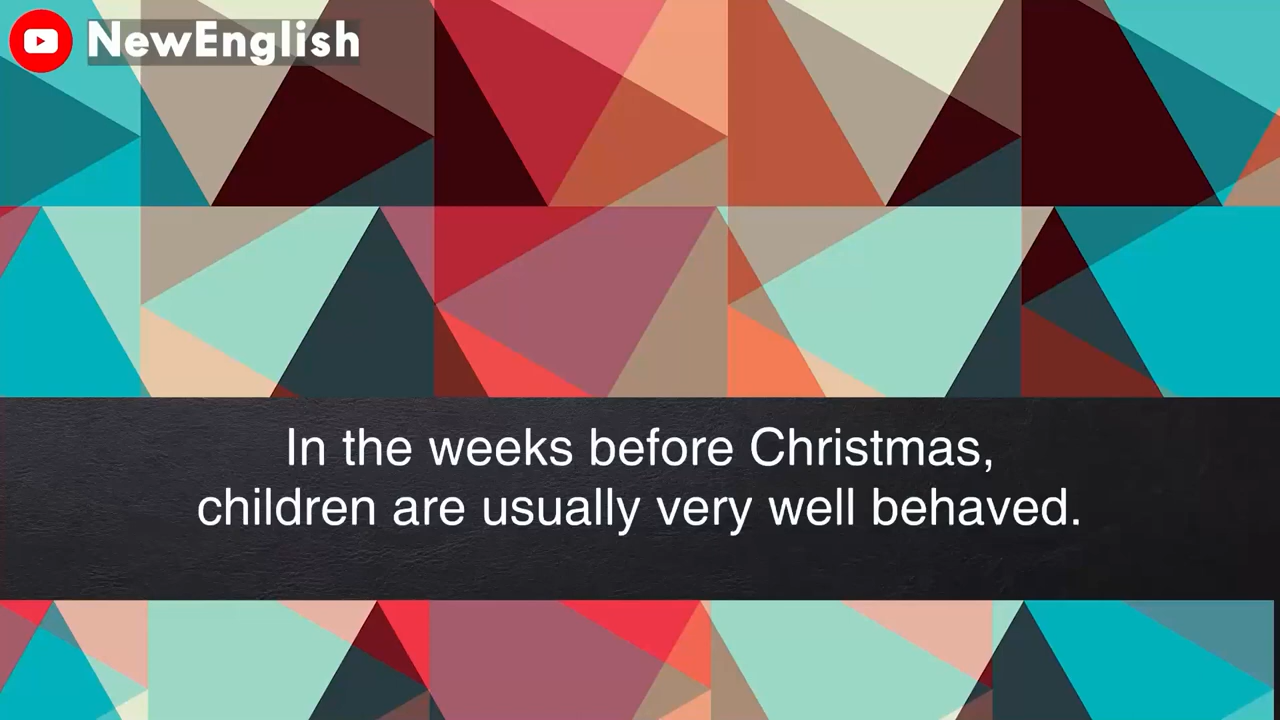 NewEnglish
In the weeks before Christmas,
children are usually very well behaved.